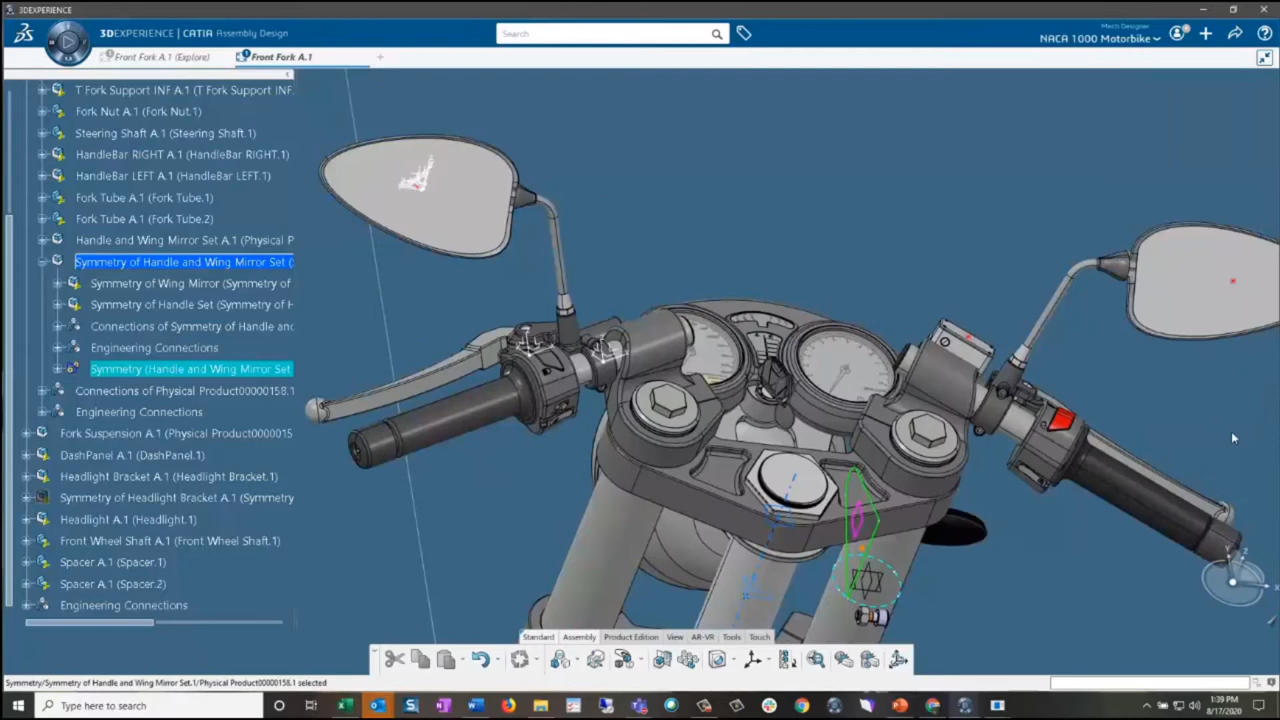 3DEXPERIENCE
3DEXPERIENCE | CATIA Assembly Design
Search
Mech Designer
NACA 1000 Motorbike
Front Fork A.1 (Explore)
Front Fork A.1
T Fork Support INF A.1 (T Fork Support INF.
Fork Nut A.1 (Fork Nut.1)
Steering Shaft A.1 (Steering Shaft.1)
HandleBar RIGHT A.1 (HandleBar RIGHT.1)
HandleBar LEFT A.1 (HandleBar LEFT.1)
Fork Tube A.1 (Fork Tube.1)
Fork Tube A.1 (Fork Tube.2)
Handle and Wing Mirror Set A.1 (Physical P
Symmetry of Handle and Wing Mirror Set (
Symmetry of Wing Mirror (Symmetry of
Symmetry of Handle Set (Symmetry of H
Connections of Symmetry of Handle and
Engineering Connections
Symmetry (Handle and Wing Mirror Set
Connections of Physical Product00000158.1
Engineering Connections
Fork Suspension A.1 (Physical Product0000015
DashPanel A.1 (DashPanel.1)
Headlight Bracket A.1 (Headlight Bracket.1)
Symmetry of Headlight Bracket A.1 (Symmetry
Headlight A.1 (Headlight.1)
Front Wheel Shaft A.1 (Front Wheel Shaft.1)
Spacer A.1 (Spacer.1)
Spacer A.1 (Spacer.2)
Engineering Connections
Standard Assembly Product Edition View AR-VR Tools Touch
Symmetry/Symmetry of Handle and Wing Mirror Set.1/Physical Product00000158.1 selected
Type here to search
1:39 PM
8/17/2020